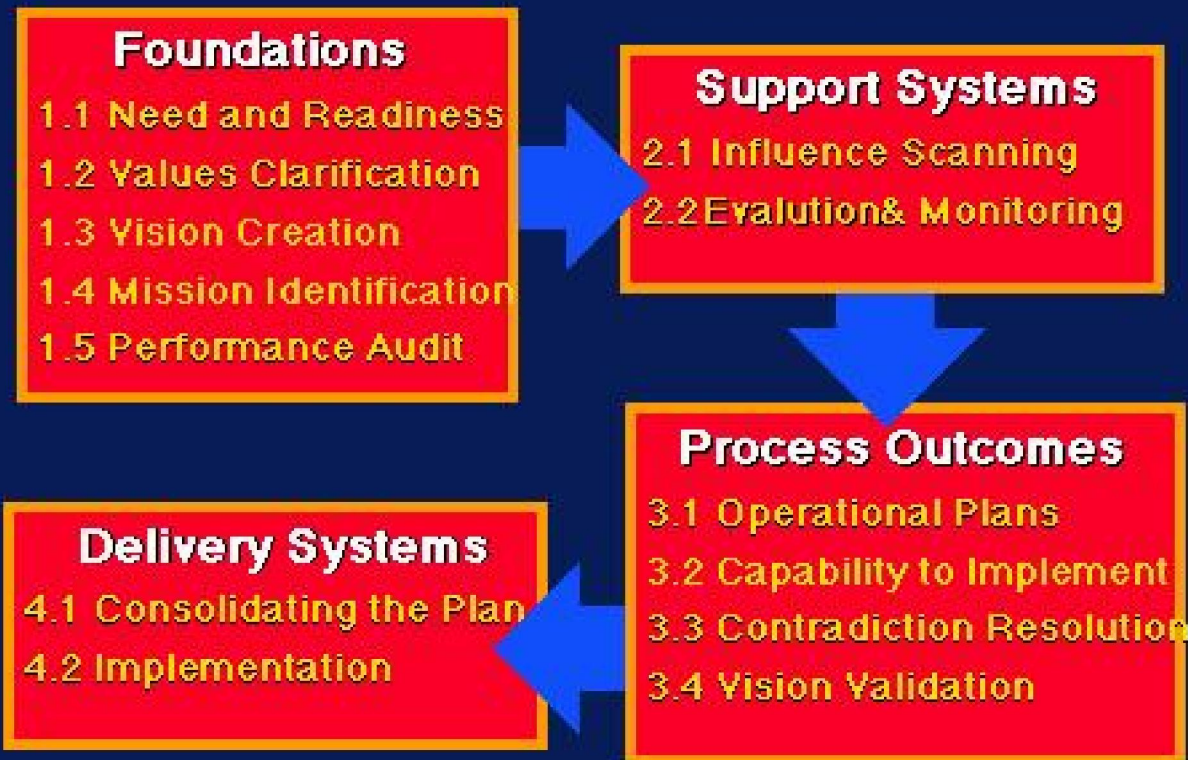 Foundations
1.1 Need and Readiness
1.2 Values Clarification
1.3 Vision Creation
1.4 Mission Identification
1.5 Performance Audit
Support Systems
2.1 Influence Scanning
2.2Evalution& Monitoring
Process Outcomes
3.1 Operational Plans
3.2 Capability to Implement
3.3 Contradiction Resolution
3.4 Vision Validation
Delivery Systems
4.1 Consolidating the Plan
4.2 Implementation